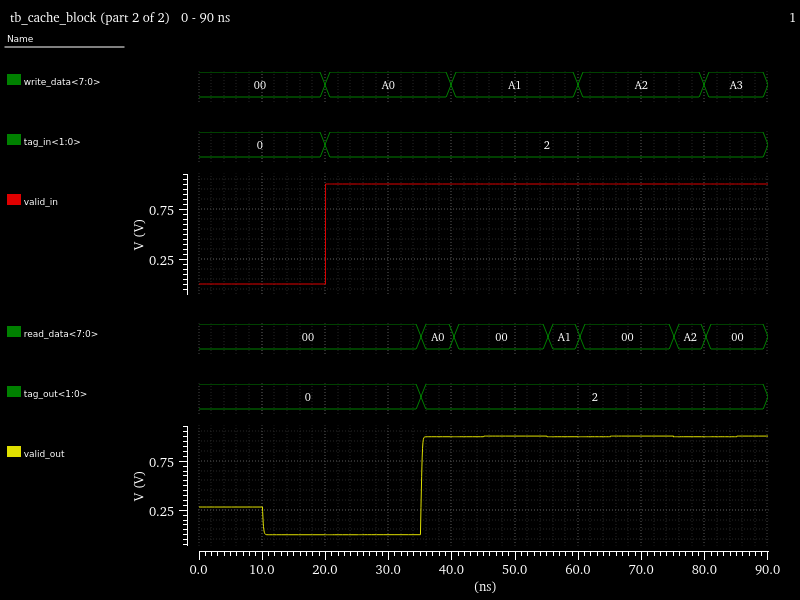 tb_cache_block (part 2 of 2) 0 - 90 ns 1
Name
write_data<7:0> 00 A0 A1 A2 A3
tag_in<1:0> 0 2
valid_in
V (V)
0.75
0.25
read_data<7:0> 00 A0 00 A1 00 A2 00
tag_out<1:0> 0 2
valid_out
V (V)
0.75
0.25
0.0 10.0 20.0 30.0 40.0 50.0 60.0 70.0 80.0 90.0
(ns)